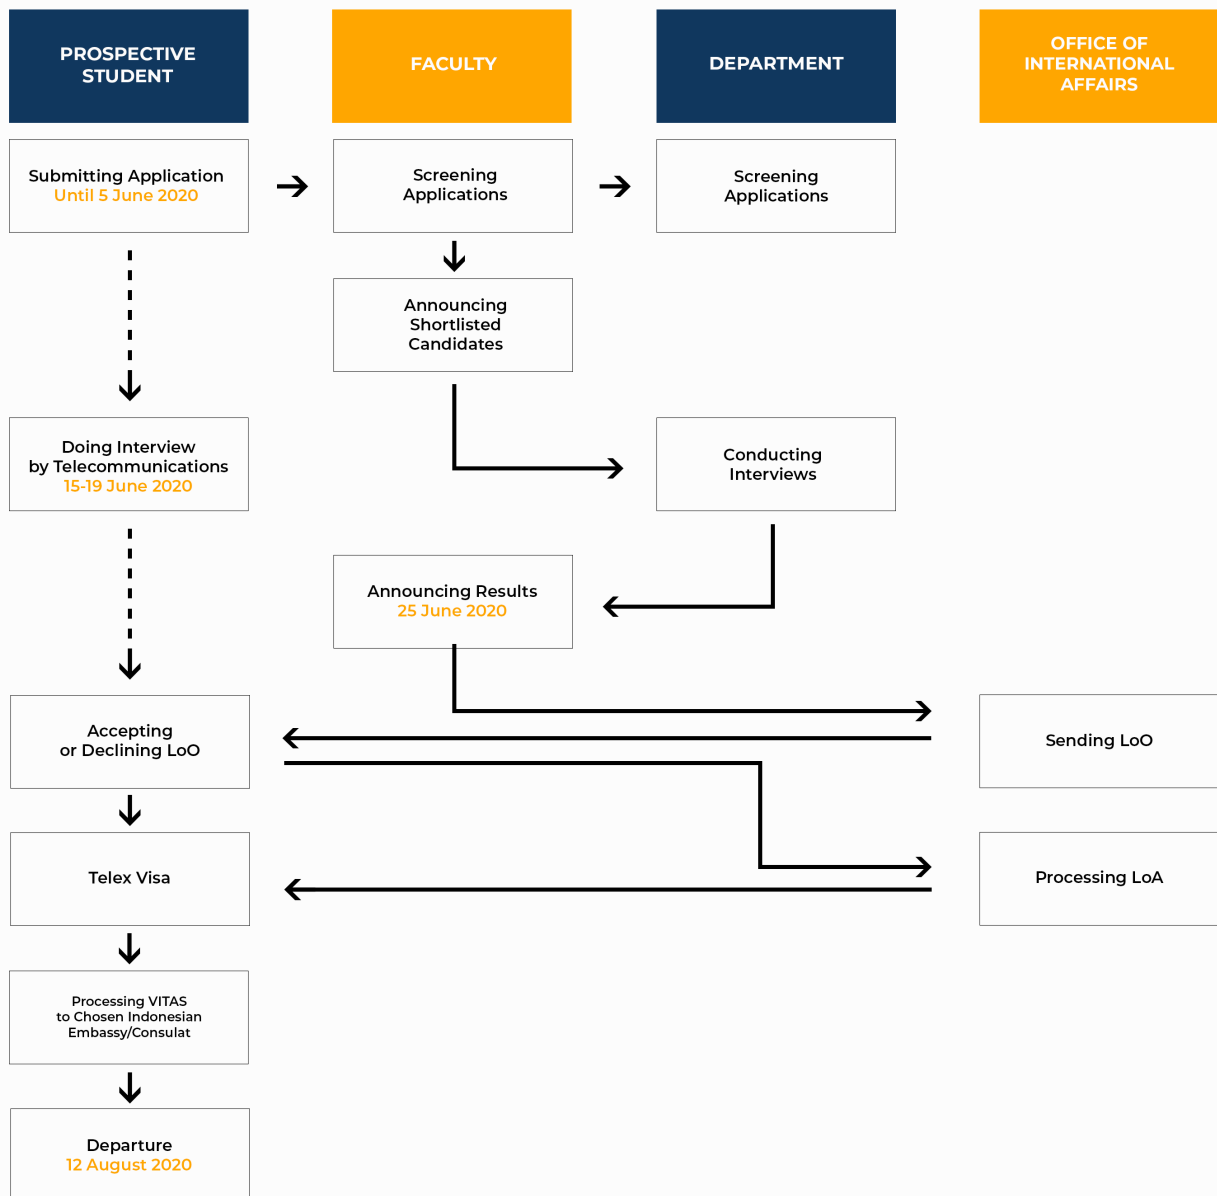 PROSPECTIVE
STUDENT
FACULTY
DEPARTMENT
OFFICE OF
INTERNATIONAL
AFFAIRS
Submitting Application
Until 5 June 2020
Screening
Applications
Screening
Applications
Announcing
Shortlisted
Candidates
Doing Interview
by Telecommunications
15-19 June 2020
Conducting
Interviews
Announcing Results
25 June 2020
Accepting
or Declining LoO
Sending LoO
Telex Visa
Processing LoA
Processing VITAS
to Chosen Indonesian
Embassy/Consulat
Departure
12 August 2020